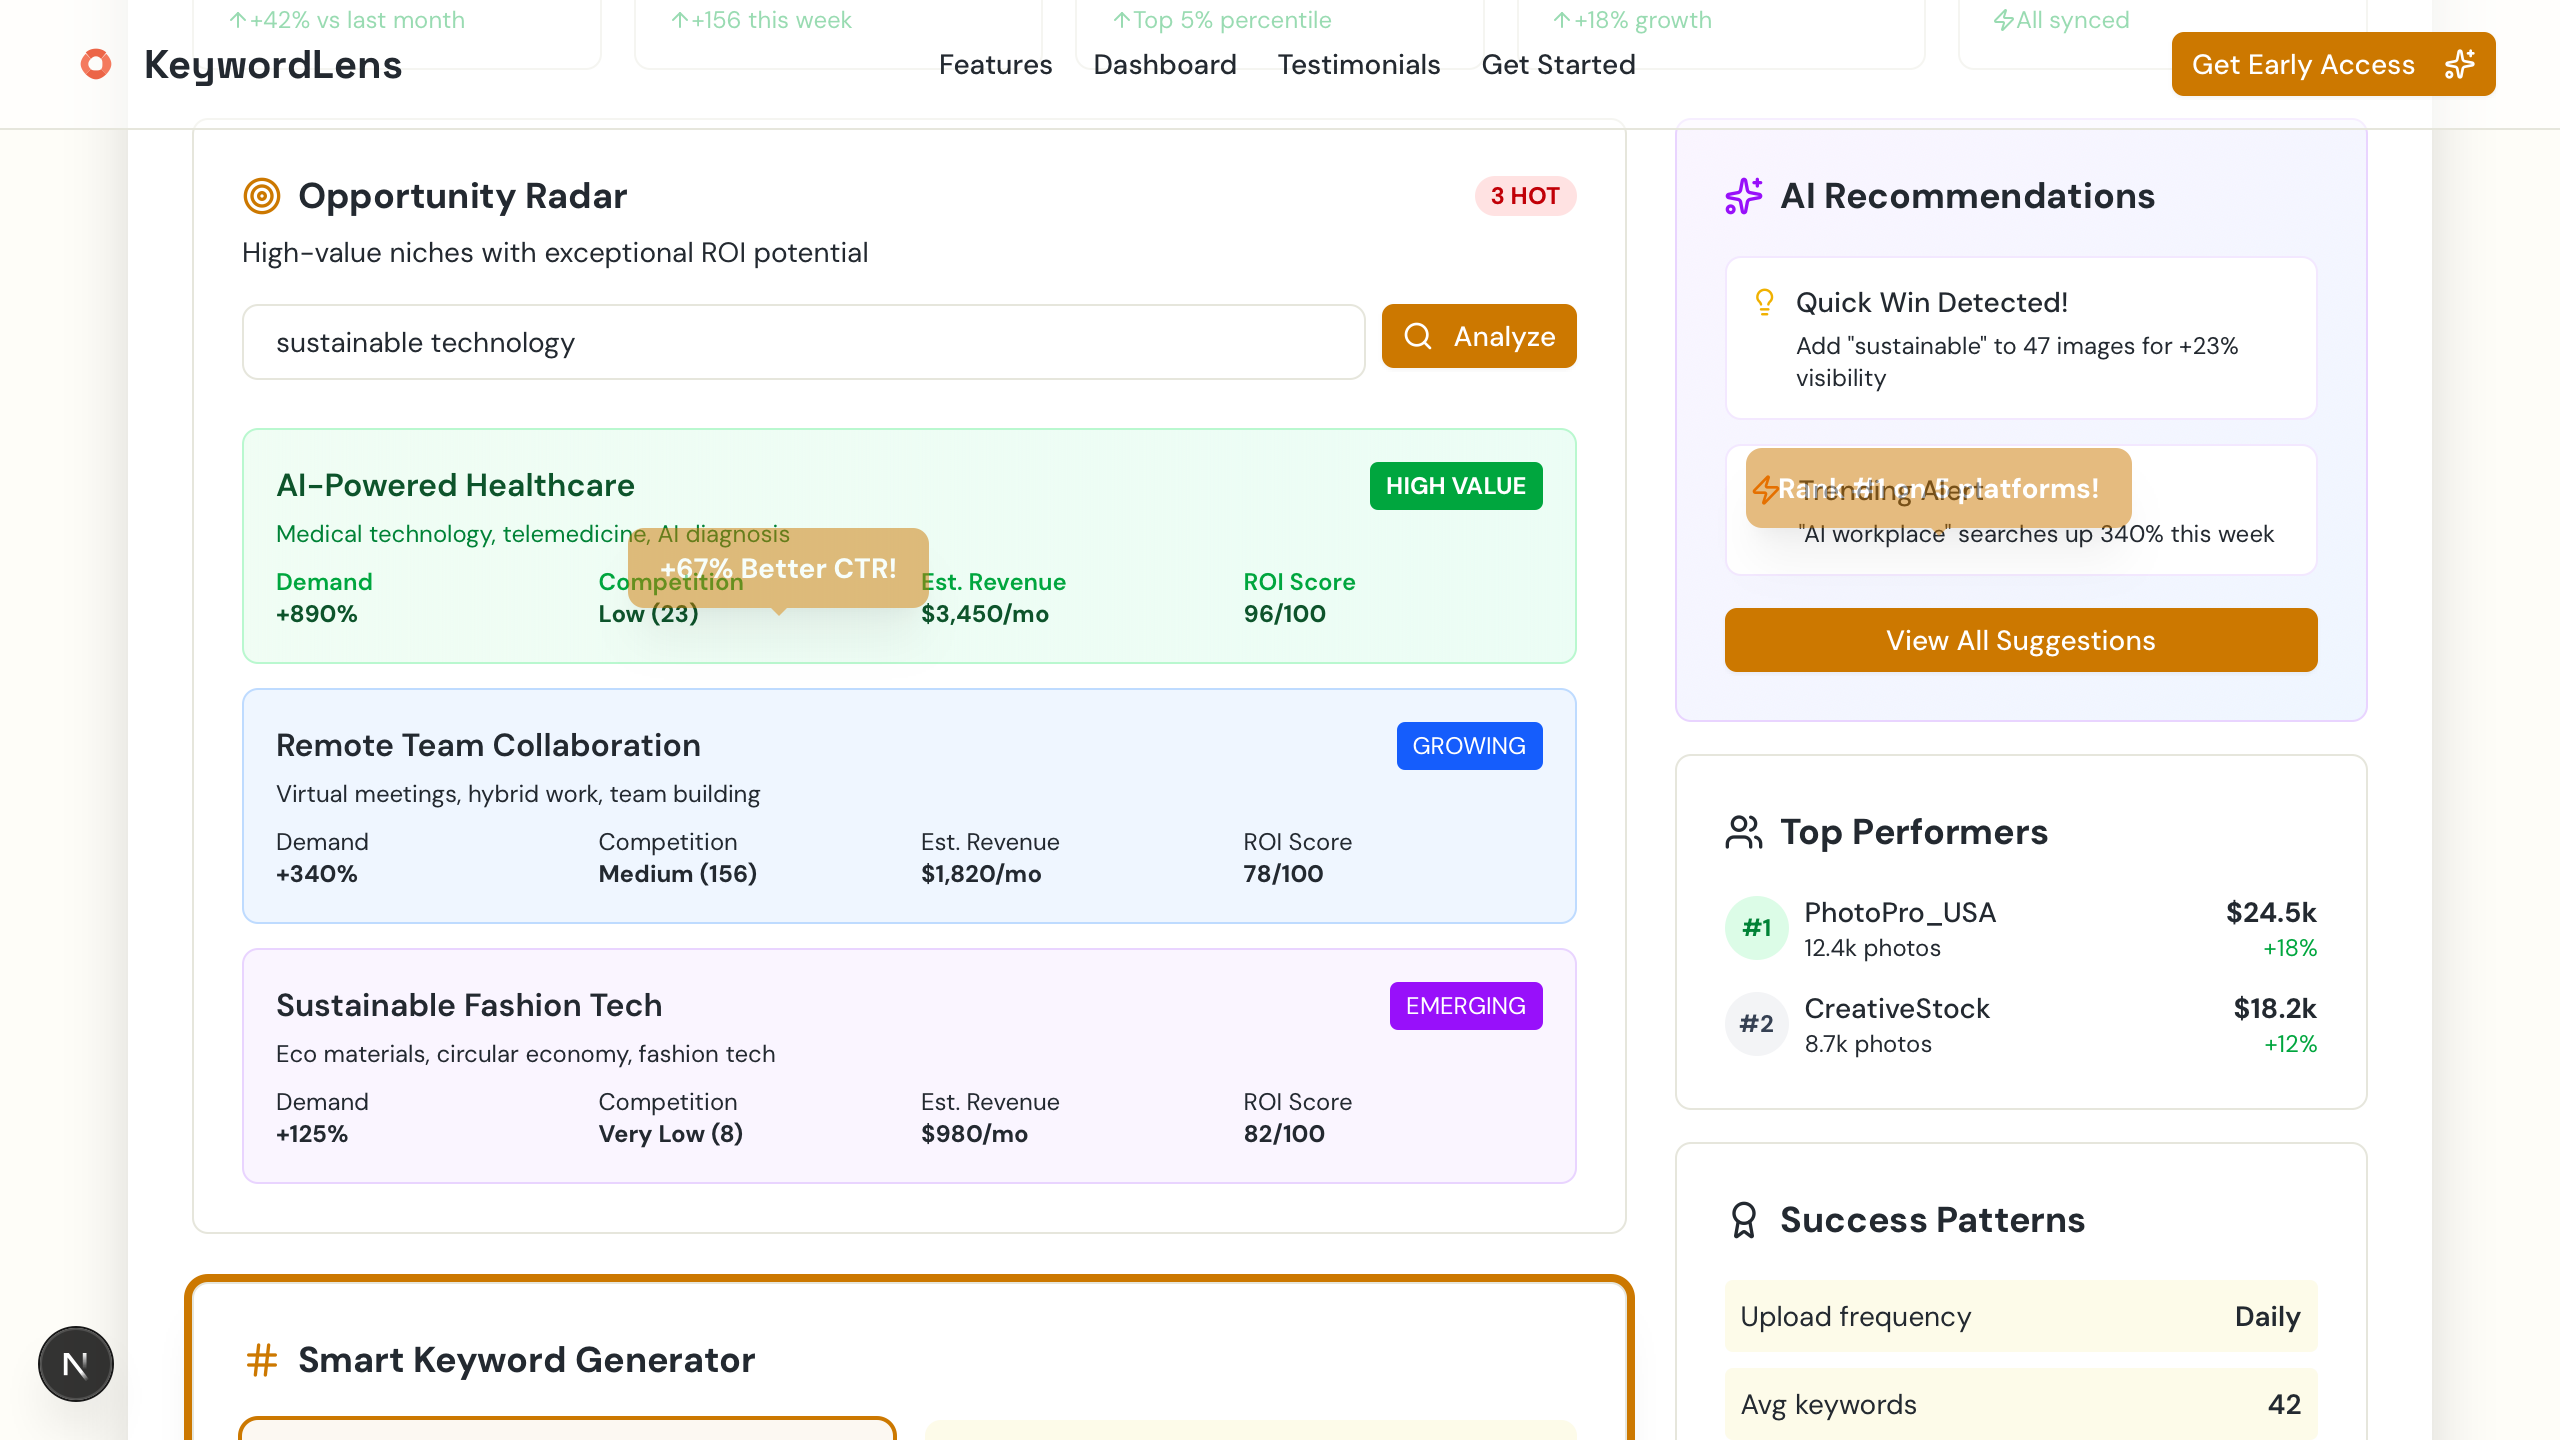 +42% vs last month
+156 this week
Top 5% percentile
+18% growth
All synced
KeywordLens
Features
Dashboard
Testimonials
Get Started
Get Early Access
Opportunity Radar
3 HOT
High-value niches with exceptional ROI potential
sustainable technology
Analyze
AI-Powered Healthcare
HIGH VALUE
Medical technology, telemedicine, AI diagnosis
+67% Better CTR!
Demand
Competition
Est. Revenue
ROI Score
+890%
Low (23)
$3,450/mo
96/100
Remote Team Collaboration
GROWING
Virtual meetings, hybrid work, team building
Demand
Competition
Est. Revenue
ROI Score
+340%
Medium (156)
$1,820/mo
78/100
Sustainable Fashion Tech
EMERGING
Eco materials, circular economy, fashion tech
Demand
Competition
Est. Revenue
ROI Score
+125%
Very Low (8)
$980/mo
82/100
Smart Keyword Generator
N
AI Recommendations
Quick Win Detected!
Add "sustainable" to 47 images for +23%
visibility
Rank #1 on 5 platforms!
Trending Alert
"AI workplace" searches up 340% this week
View All Suggestions
Top Performers
#1
PhotoPro_USA
$24.5k
12.4k photos
+18%
#2
CreativeStock
$18.2k
8.7k photos
+12%
Success Patterns
Upload frequency
Daily
Avg keywords
42